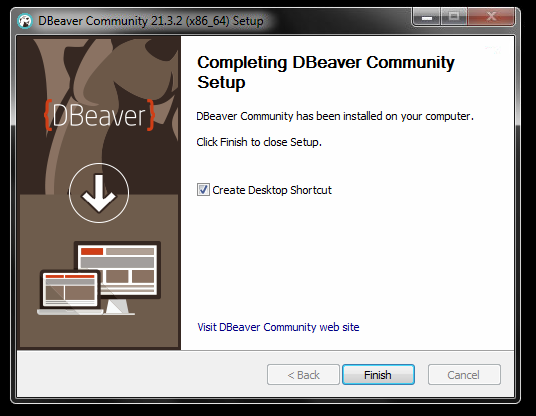 DBeaver Community 21.3.2 (x86_64) Setup
{DBeaver}
Completing DBeaver Community
Setup
DBeaver Community has been installed on your computer.
Click Finish to close Setup.
Create Desktop Shortcut
Visit DBeaver Community web site
< Back
Finish
Cancel